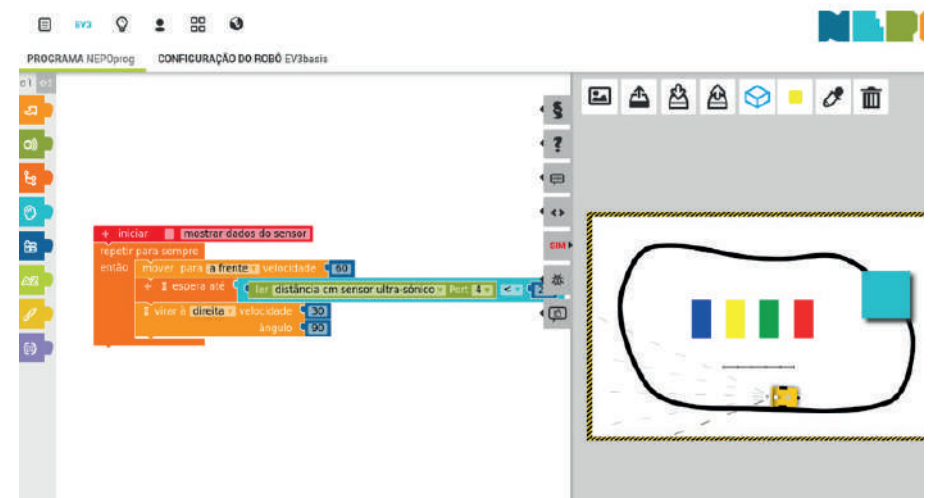 EV3
NEPO
PROGRAMA NEPOprog CONFIGURAÇÃO DO ROBÔ EV3basis
+ iniciar mostrar dados do sensor
repetir para sempre
então mover para a frente velocidade 60
+ espera até ler distância cm sensor ultra-sónico Port 4 <
virar à direita velocidade 30
ângulo 90
SIM